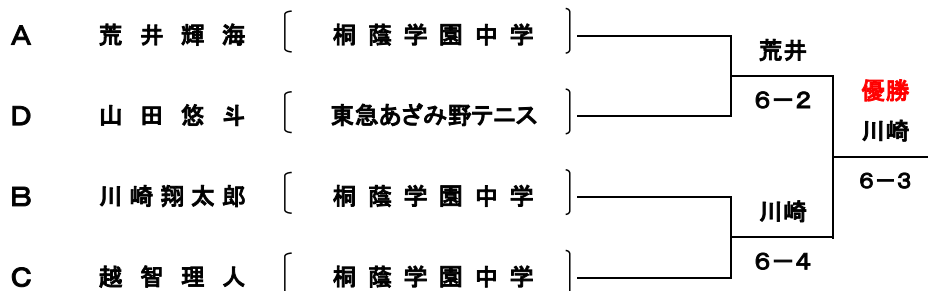 A 荒井輝海 〔桐蔭学園中学〕
荒井
6-2
D 山田悠斗 〔東急あざみ野テニス〕
優勝
川崎
6-3
B 川崎翔太郎 〔桐蔭学園中学〕
川崎
6-4
C 越智理人 〔桐蔭学園中学〕